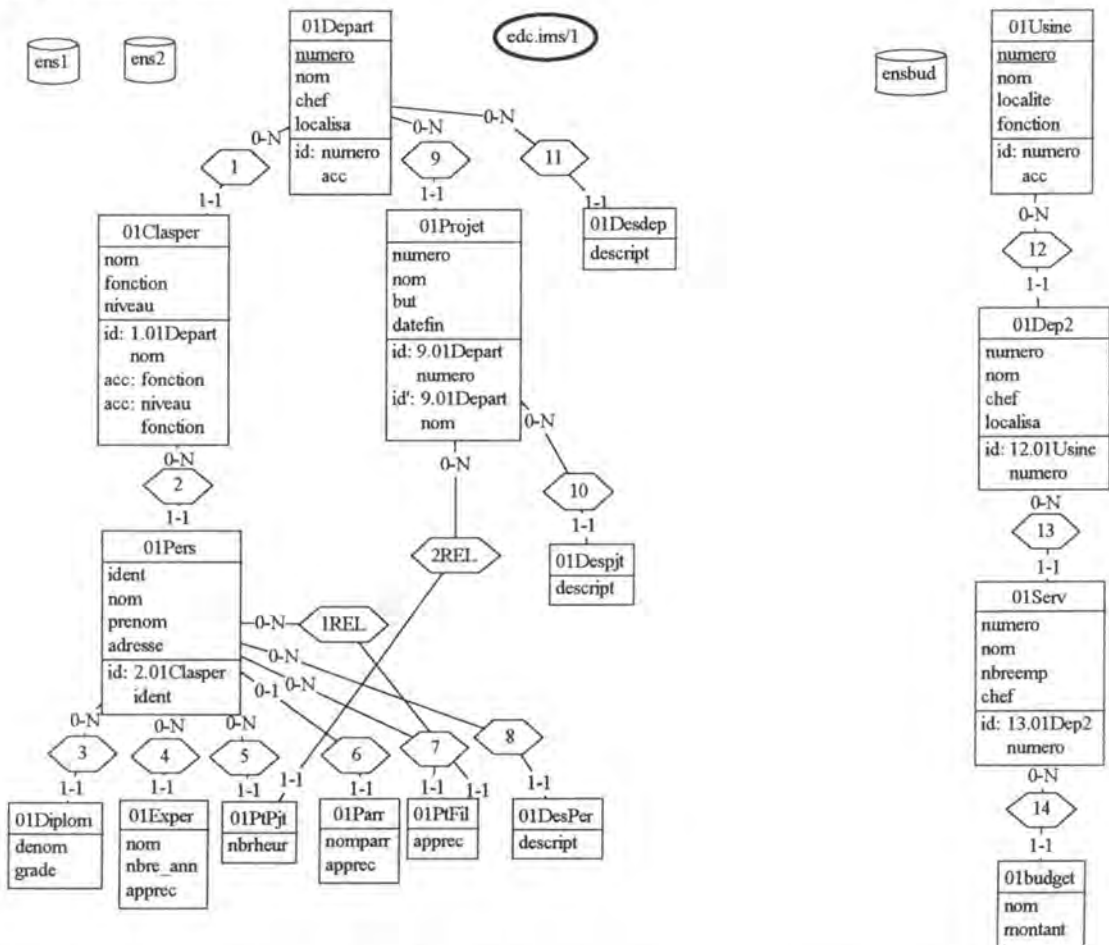 ens1
ens2
01Depart
numero
nom
chef
localisa
id: numero
acc
edc.ims/1
ensbud
01Usine
numero
nom
localite
fonction
id: numero
acc
0-N
0-N
0-N
1
9
11
1-1
1-1
1-1
0-N
12
1-1
01Clasper
nom
fonction
niveau
id: 1.01Depart
nom
acc: fonction
acc: niveau
fonction
01Projet
numero
nom
but
datefin
id: 9.01Depart
numero
id': 9.01Depart
nom
01Desdep
descript
01Dep2
numero
nom
chef
localisa
id: 12.01Usine
numero
0-N
2
1-1
0-N
2REL
0-N
10
1-1
01Despjt
descript
0-N
13
1-1
01Pers
ident
nom
prenom
adresse
id: 2.01Clasper
ident
0-N
1REL
0-N
0-N
0-1
01Serv
numero
nom
nbreemp
chef
id: 13.01Dep2
numero
0-N
0-N
0-N
3
4
5
6
7
8
1-1
1-1
1-1
1-1
1-1
1-1
1-1
1-1
0-N
14
1-1
01Diplom
denom
grade
01Exper
nom
nbre_ann
apprec
01PtPjt
nbrheur
01Parr
nomparr
apprec
01PtFil
apprec
01DesPer
descript
01budget
nom
montant